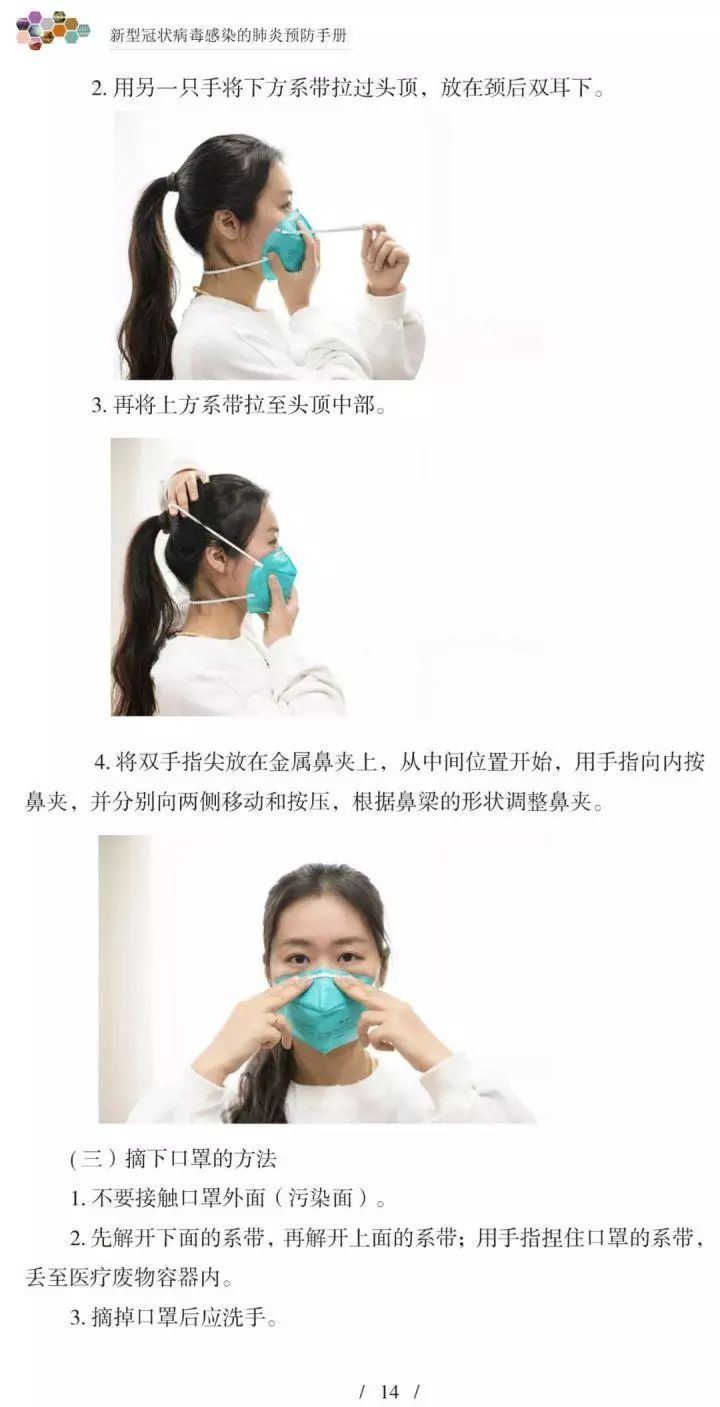 新型冠状病毒感染的肺炎预防手册
2. 用另一只手将下方系带拉过头顶，放在颈后双耳下。
3. 再将上方系带拉至头顶中部。
4. 将双手指尖放在金属鼻夹上，从中间位置开始，用手指向内按
鼻夹，并分别向两侧移动和按压，根据鼻梁的形状调整鼻夹。
(三）摘下口罩的方法
1. 不要接触口罩外面（污染面）。
2. 先解开下面的系带，再解开上面的系带；用手指捏住口罩的系带，
丢至医疗废物容器内。
3. 摘掉口罩后应洗手。
/ 14 /